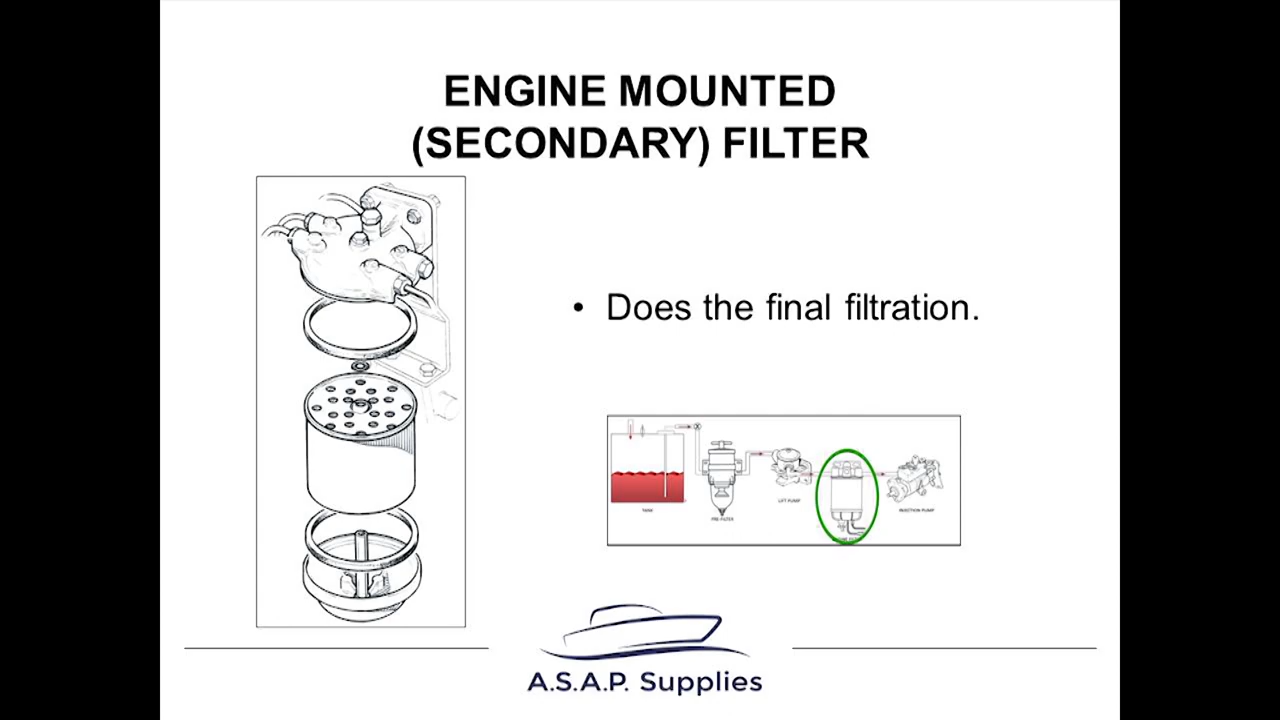 ENGINE MOUNTED
(SECONDARY) FILTER
• Does the final filtration.
TANK
PRE-FILTER
LIFT PUMP
INJECTION PUMP
A.S.A.P. Supplies